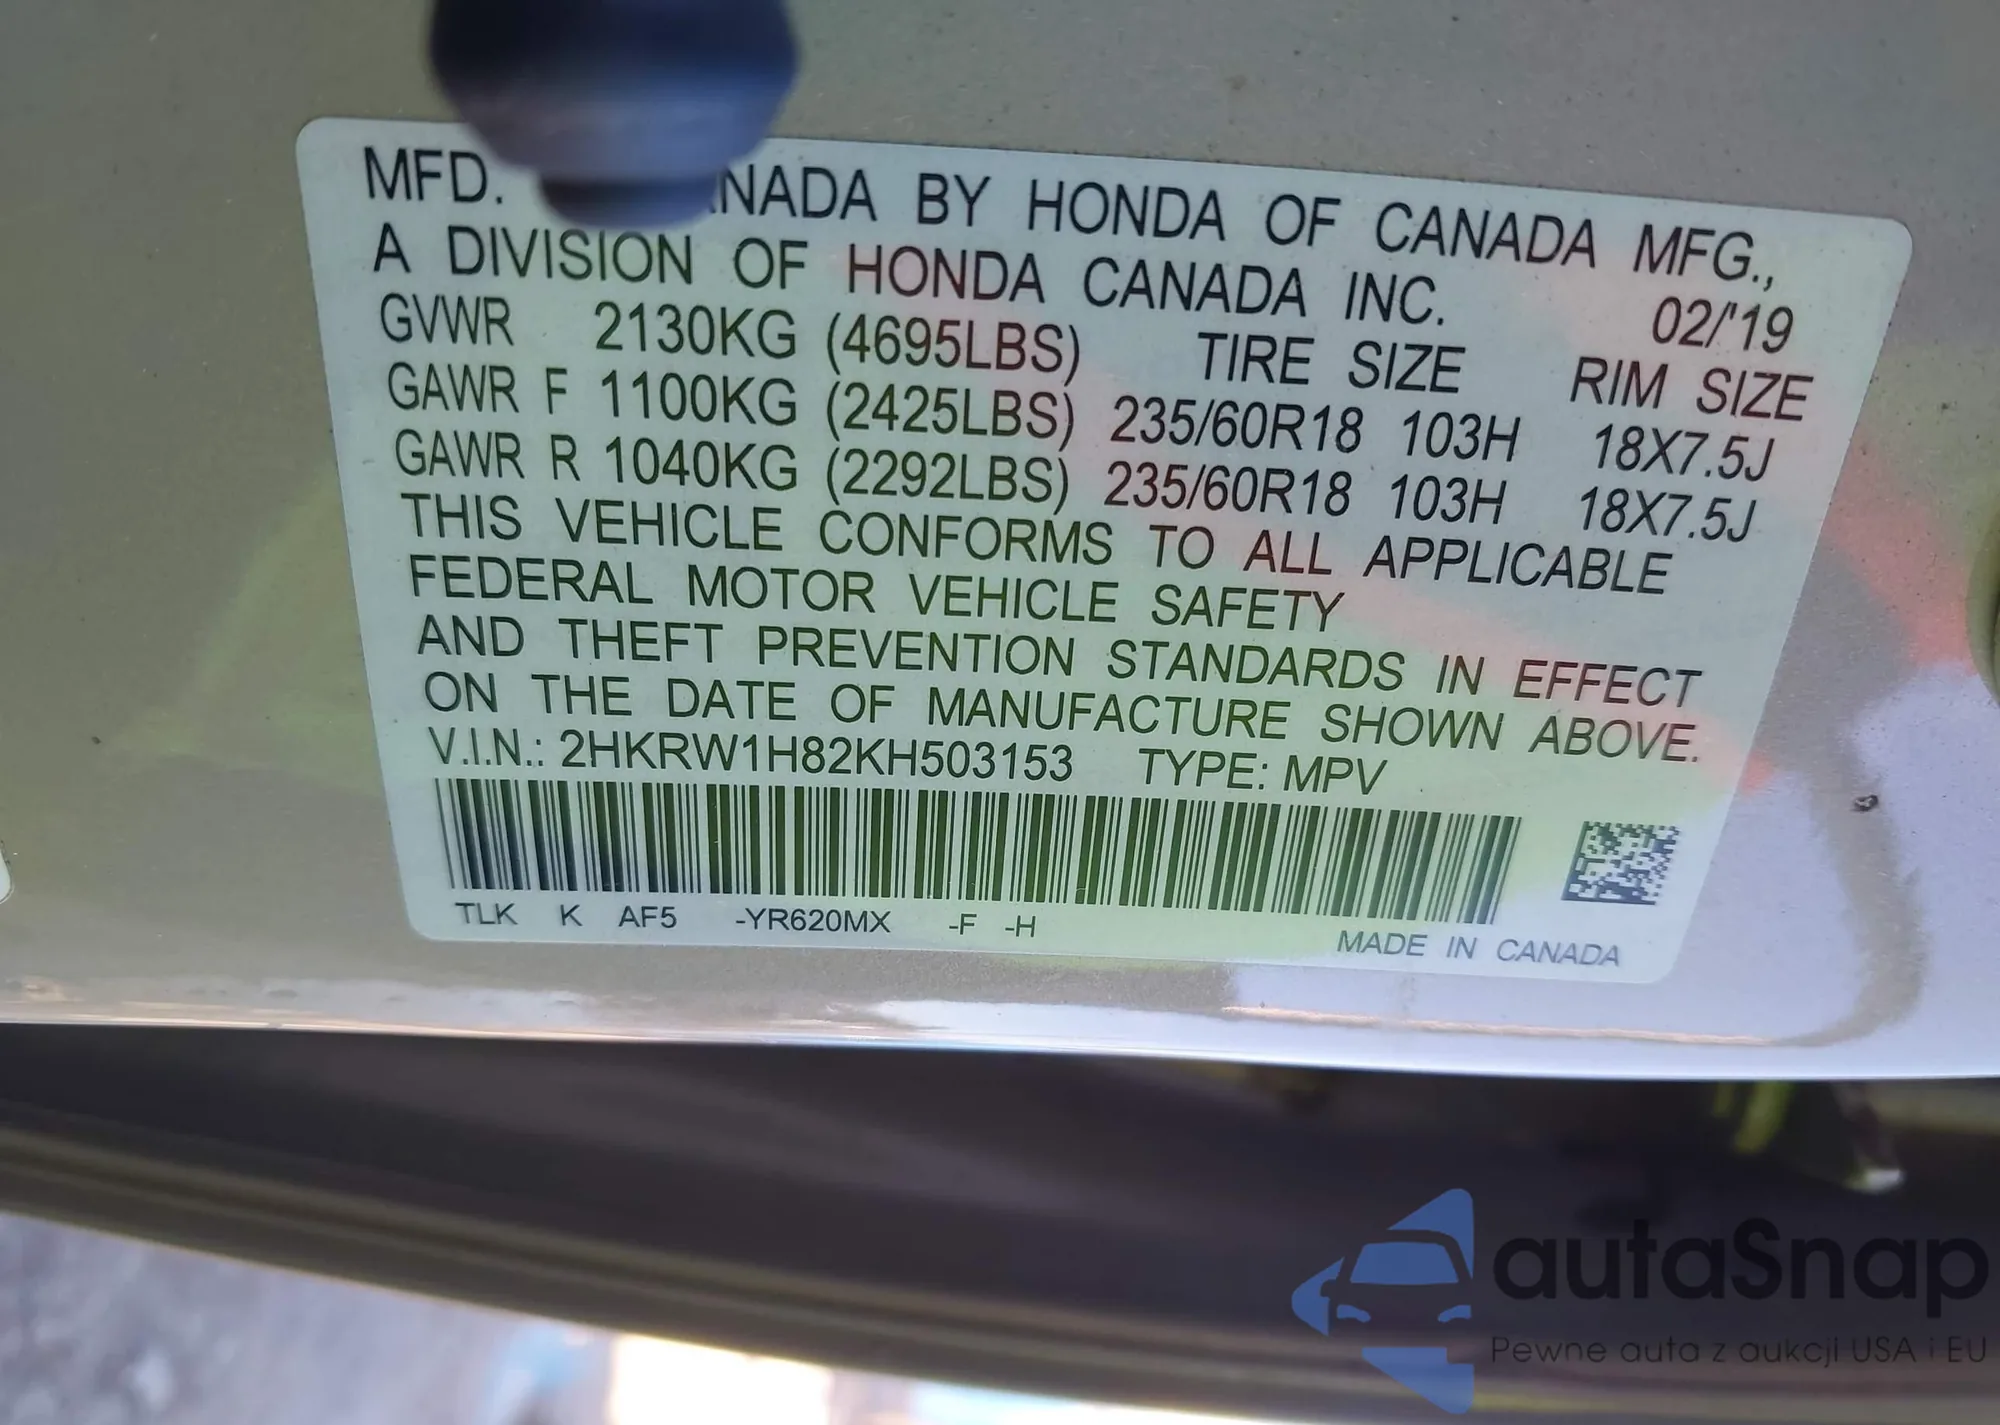 MFD. NADA BY HONDA OF CANADA MFG.,
A DIVISION OF HONDA CANADA INC. 02/'19
GVWR 2130KG (4695LBS) TIRE SIZE RIM SIZE
GAWR F 1100KG (2425LBS) 235/60R18 103H 18X7.5J
GAWR R 1040KG (2292LBS) 235/60R18 103H 18X7.5J
THIS VEHICLE CONFORMS TO ALL APPLICABLE
FEDERAL MOTOR VEHICLE SAFETY
AND THEFT PREVENTION STANDARDS IN EFFECT
ON THE DATE OF MANUFACTURE SHOWN ABOVE.
V.I.N.: 2HKRW1H82KH503153 TYPE: MPV
TLK K AF5 -YR620MX -F -H
MADE IN CANADA
autaSnap
Pewne auta z aukcji USA i EU